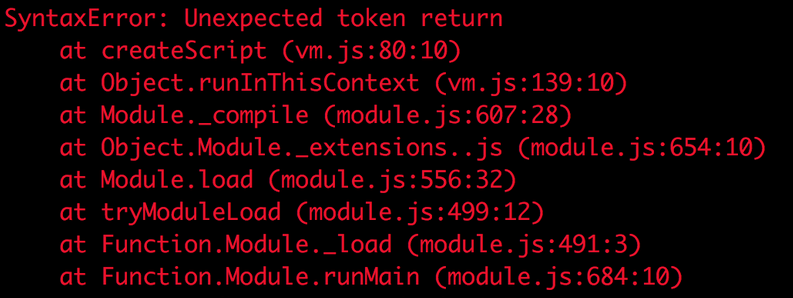 SyntaxError: Unexpected token return
at createScript (vm.js:80:10)
at Object.runInThisContext (vm.js:139:10)
at Module._compile (module.js:607:28)
at Object.Module._extensions..js (module.js:654:10)
at Module.load (module.js:556:32)
at tryModuleLoad (module.js:499:12)
at Function.Module._load (module.js:491:3)
at Function.Module.runMain (module.js:684:10)